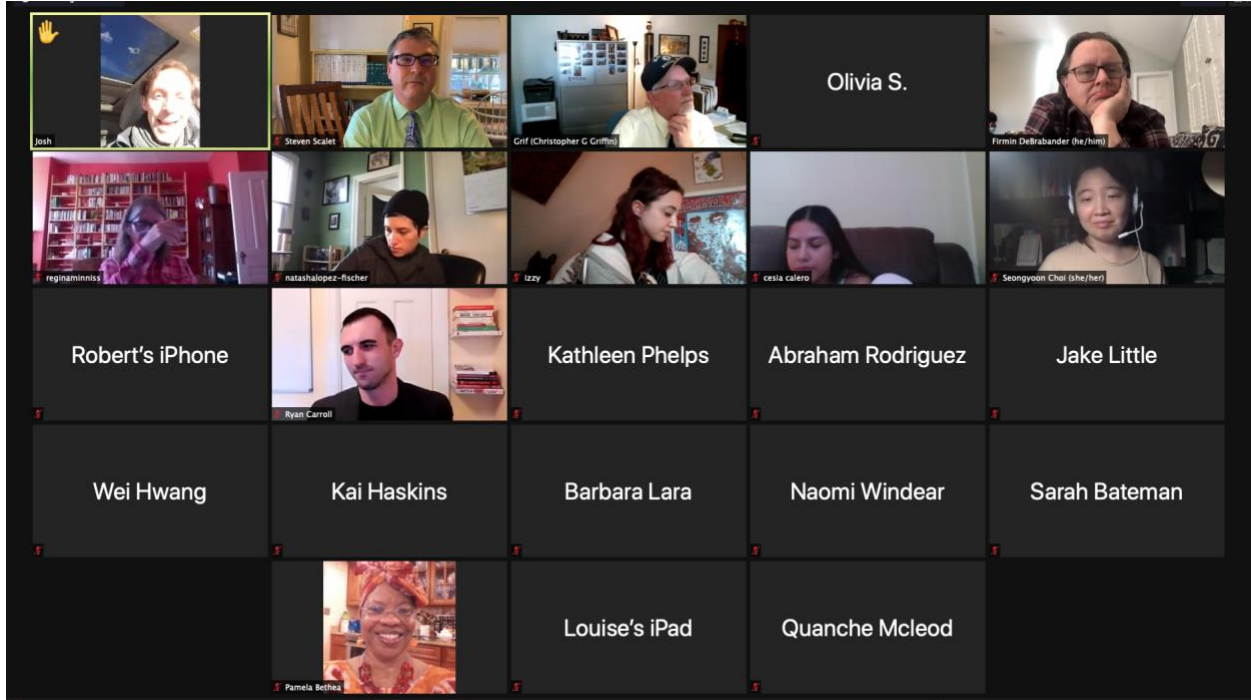 Josh
Steven Scalet
Grif (Christopher G Griffin)
Olivia S.
Firmin DeBrabander (he/him)
reginaminniss
natashalopez-fischer
izzy
cesia calero
Seongyoon Choi (she/her)
Robert's iPhone
Ryan Carroll
Kathleen Phelps
Abraham Rodriguez
Jake Little
Wei Hwang
Kai Haskins
Barbara Lara
Naomi Windear
Sarah Bateman
Pamela Bethea
Louise's iPad
Quanche Mcleod